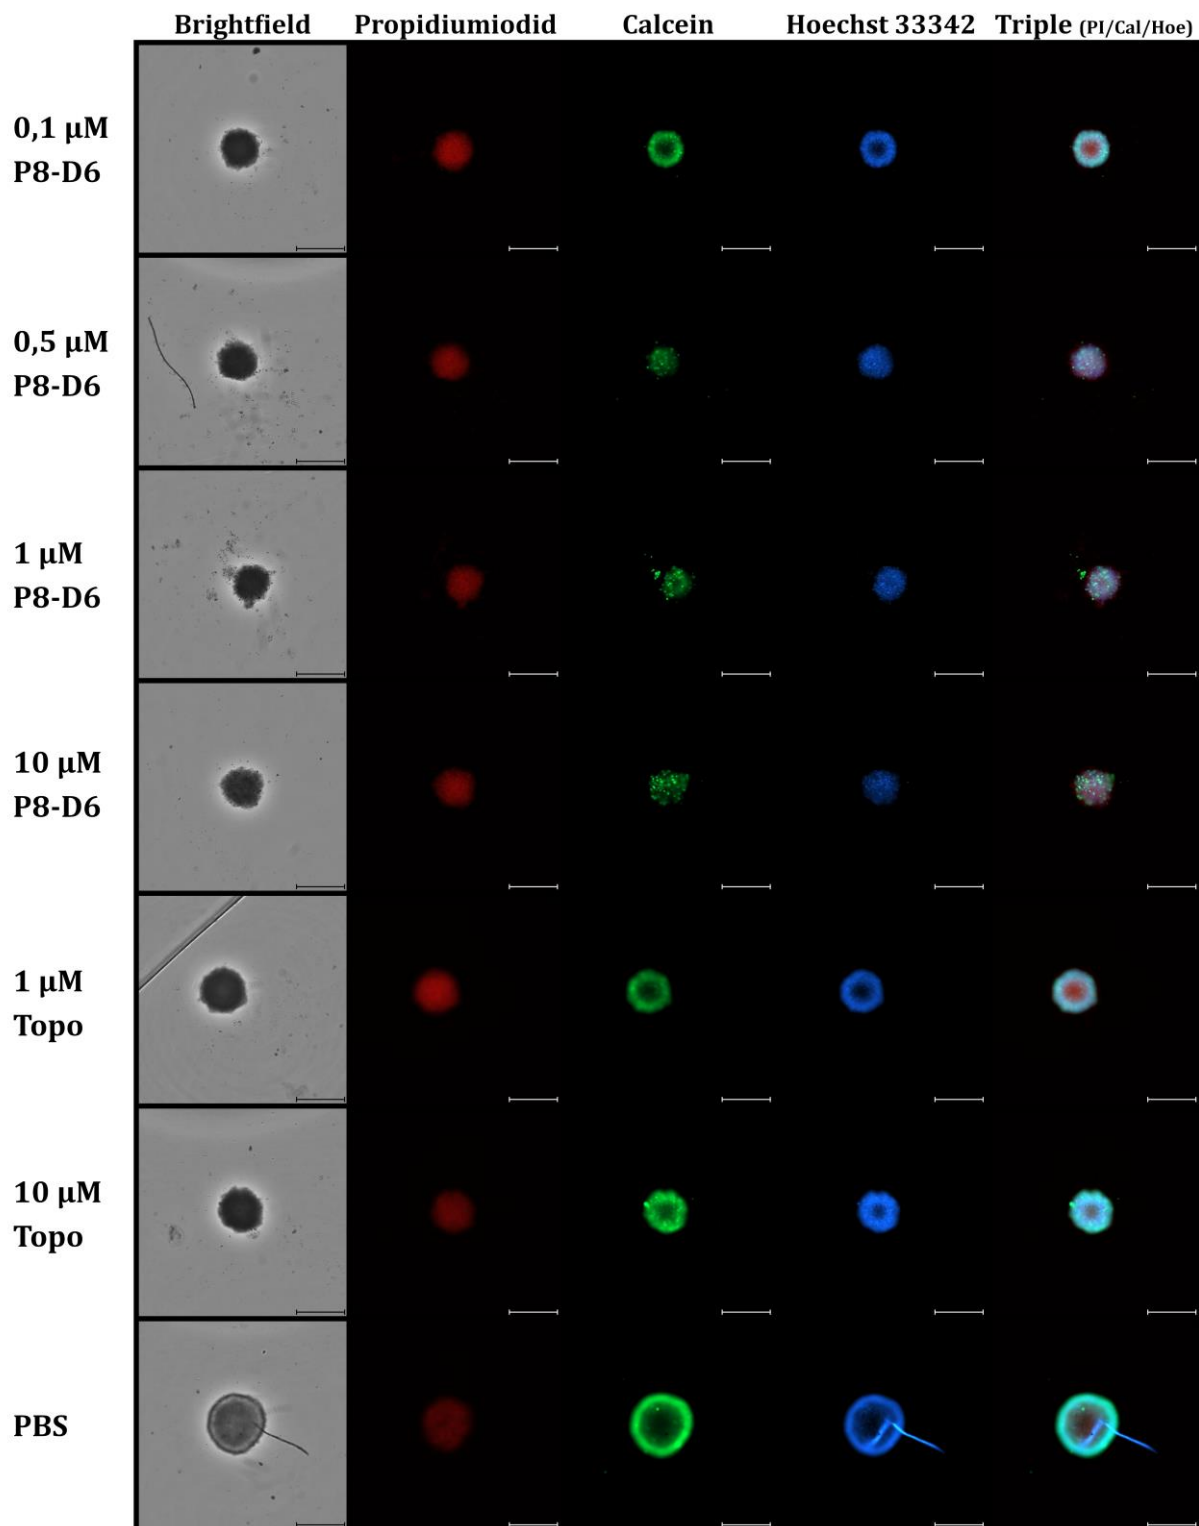 Brightfield Propidiumiodid Calcein Hoechst 33342 Triple (PI/Cal/Hoe)
0,1 µM
P8-D6
0,5 µM
P8-D6
1 µM
P8-D6
10 µM
P8-D6
1 µM
Topo
10 µM
Topo
PBS